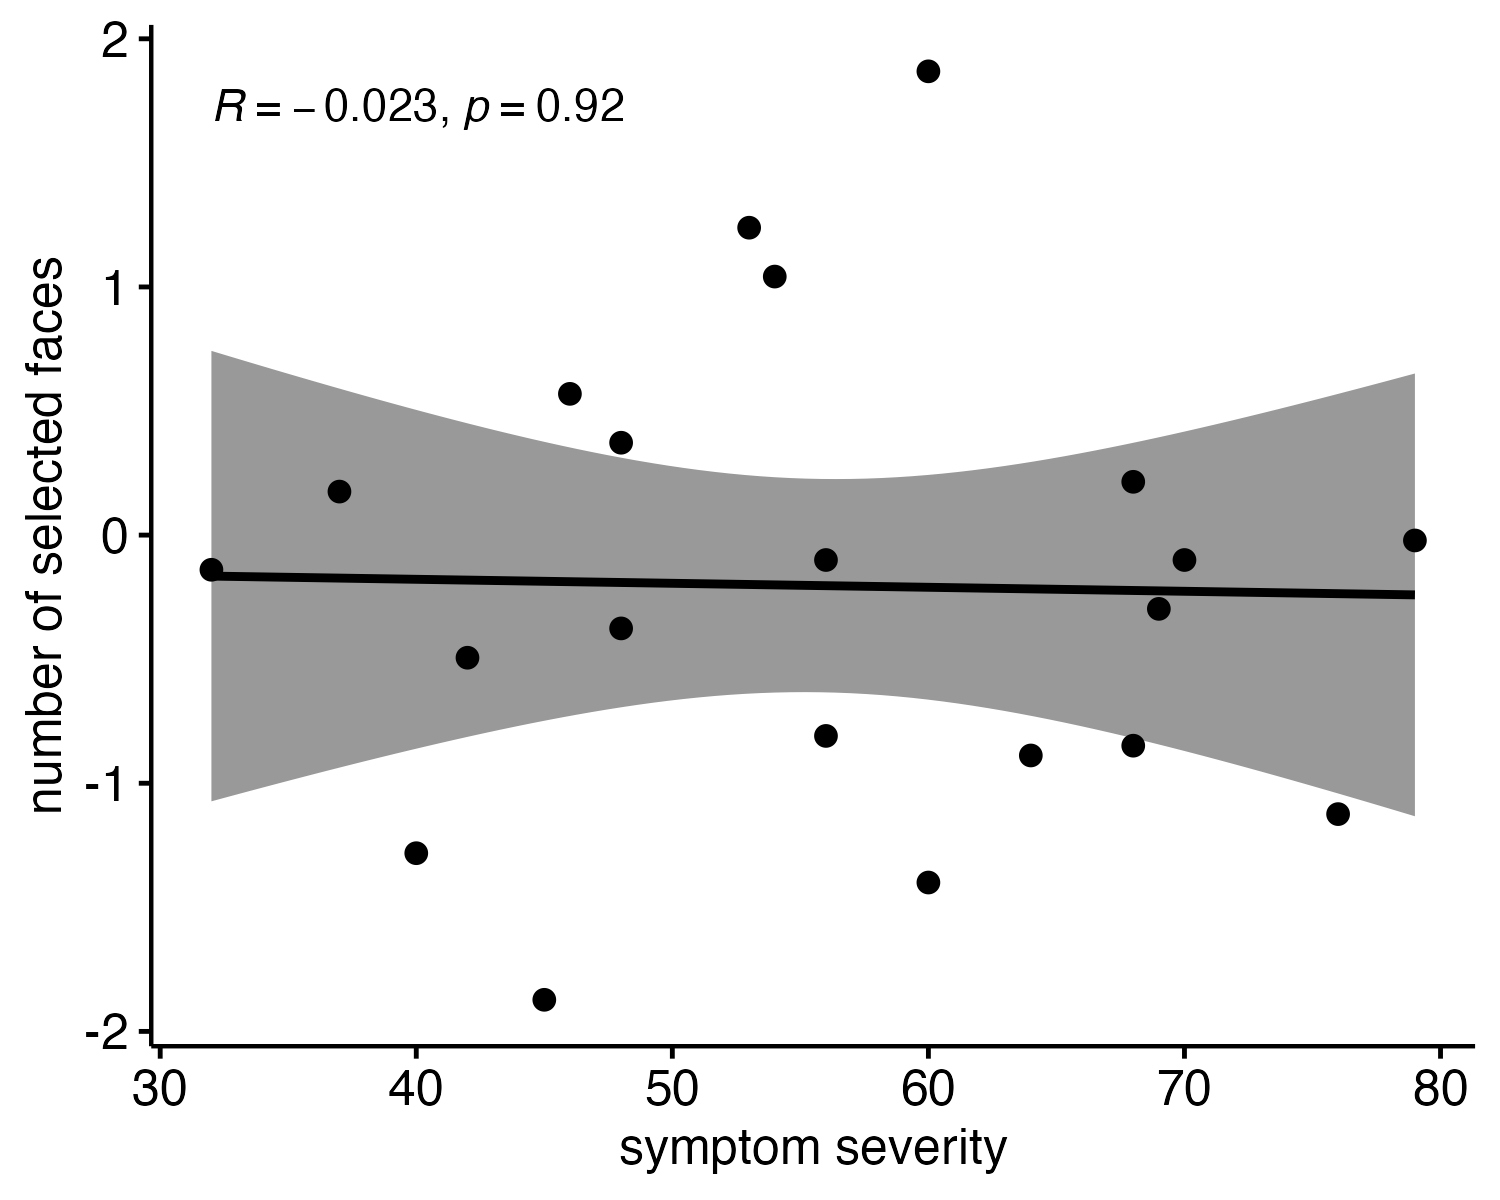 R = − 0.023, p = 0.92
2
1
0
-1
-2
number of selected faces
30 40 50 60 70 80
symptom severity